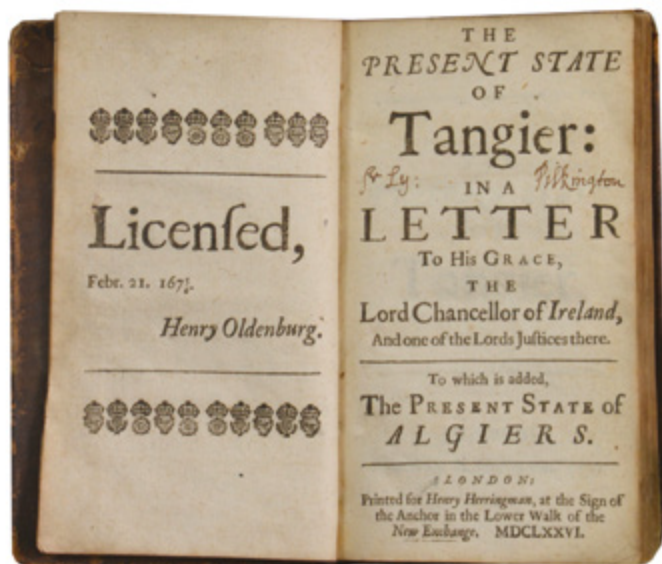 Licenſed,
Febr. 21. 167
Henry Oldenburg.
THE
PRESENT STATE
OF
Tangier:
Sr Ly: Pilkington
IN A
LETTER
To His GRACE,
THE
Lord Chancellor of Ireland,
And one of the Lords Juſtices there.
To which is added,
The PRESENT STATE of
ALGIERS.
LONDON:
Printed for Henry Herringman, at the Sign of
the Anchor in the Lower Walk of the
New Exchange. MDCLXXVI.